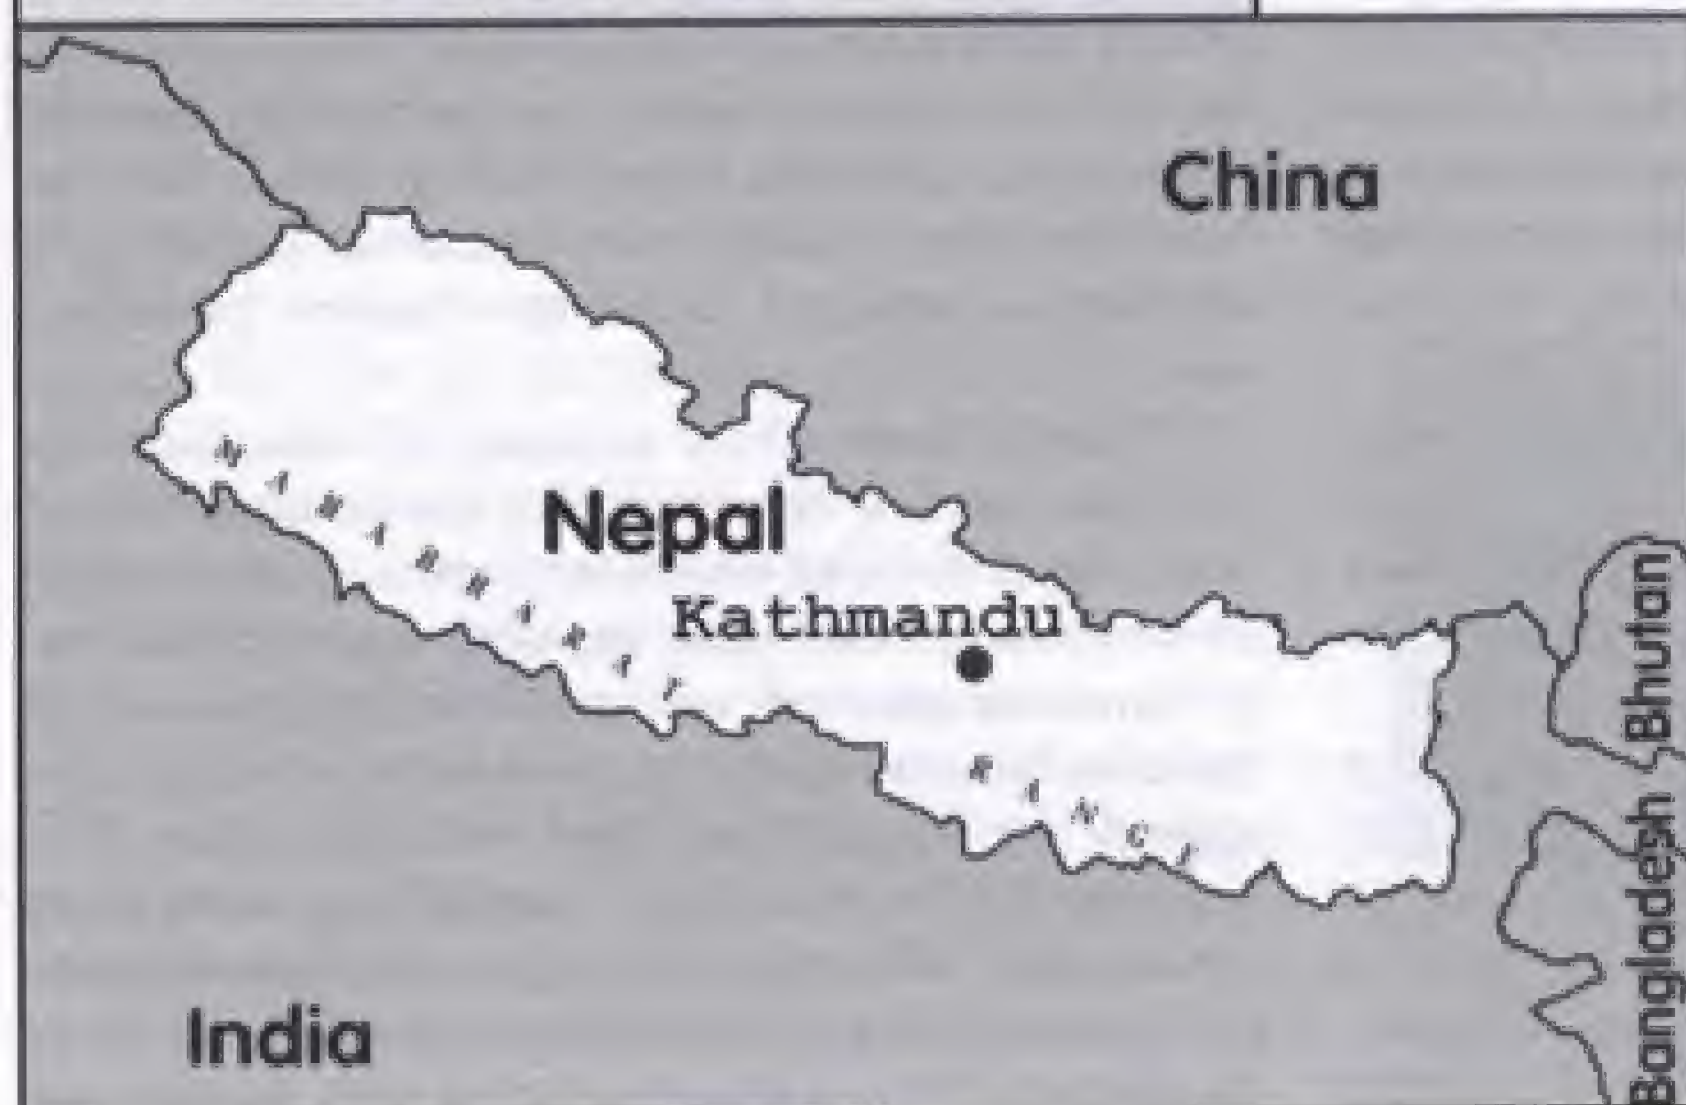 China
Nepal
M A H A B H A R A T
Kathmandu
R A N G E
Bhutan
Bangladesh
India